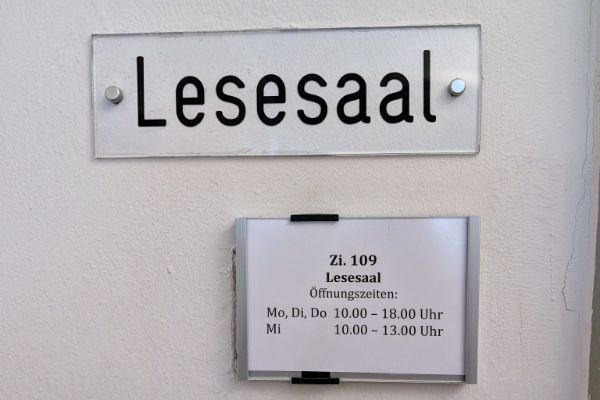 Lesesaal
Zi. 109
Lesesaal
Öffnungszeiten:
Mo, Di, Do 10.00 – 18.00 Uhr
Mi 10.00 – 13.00 Uhr